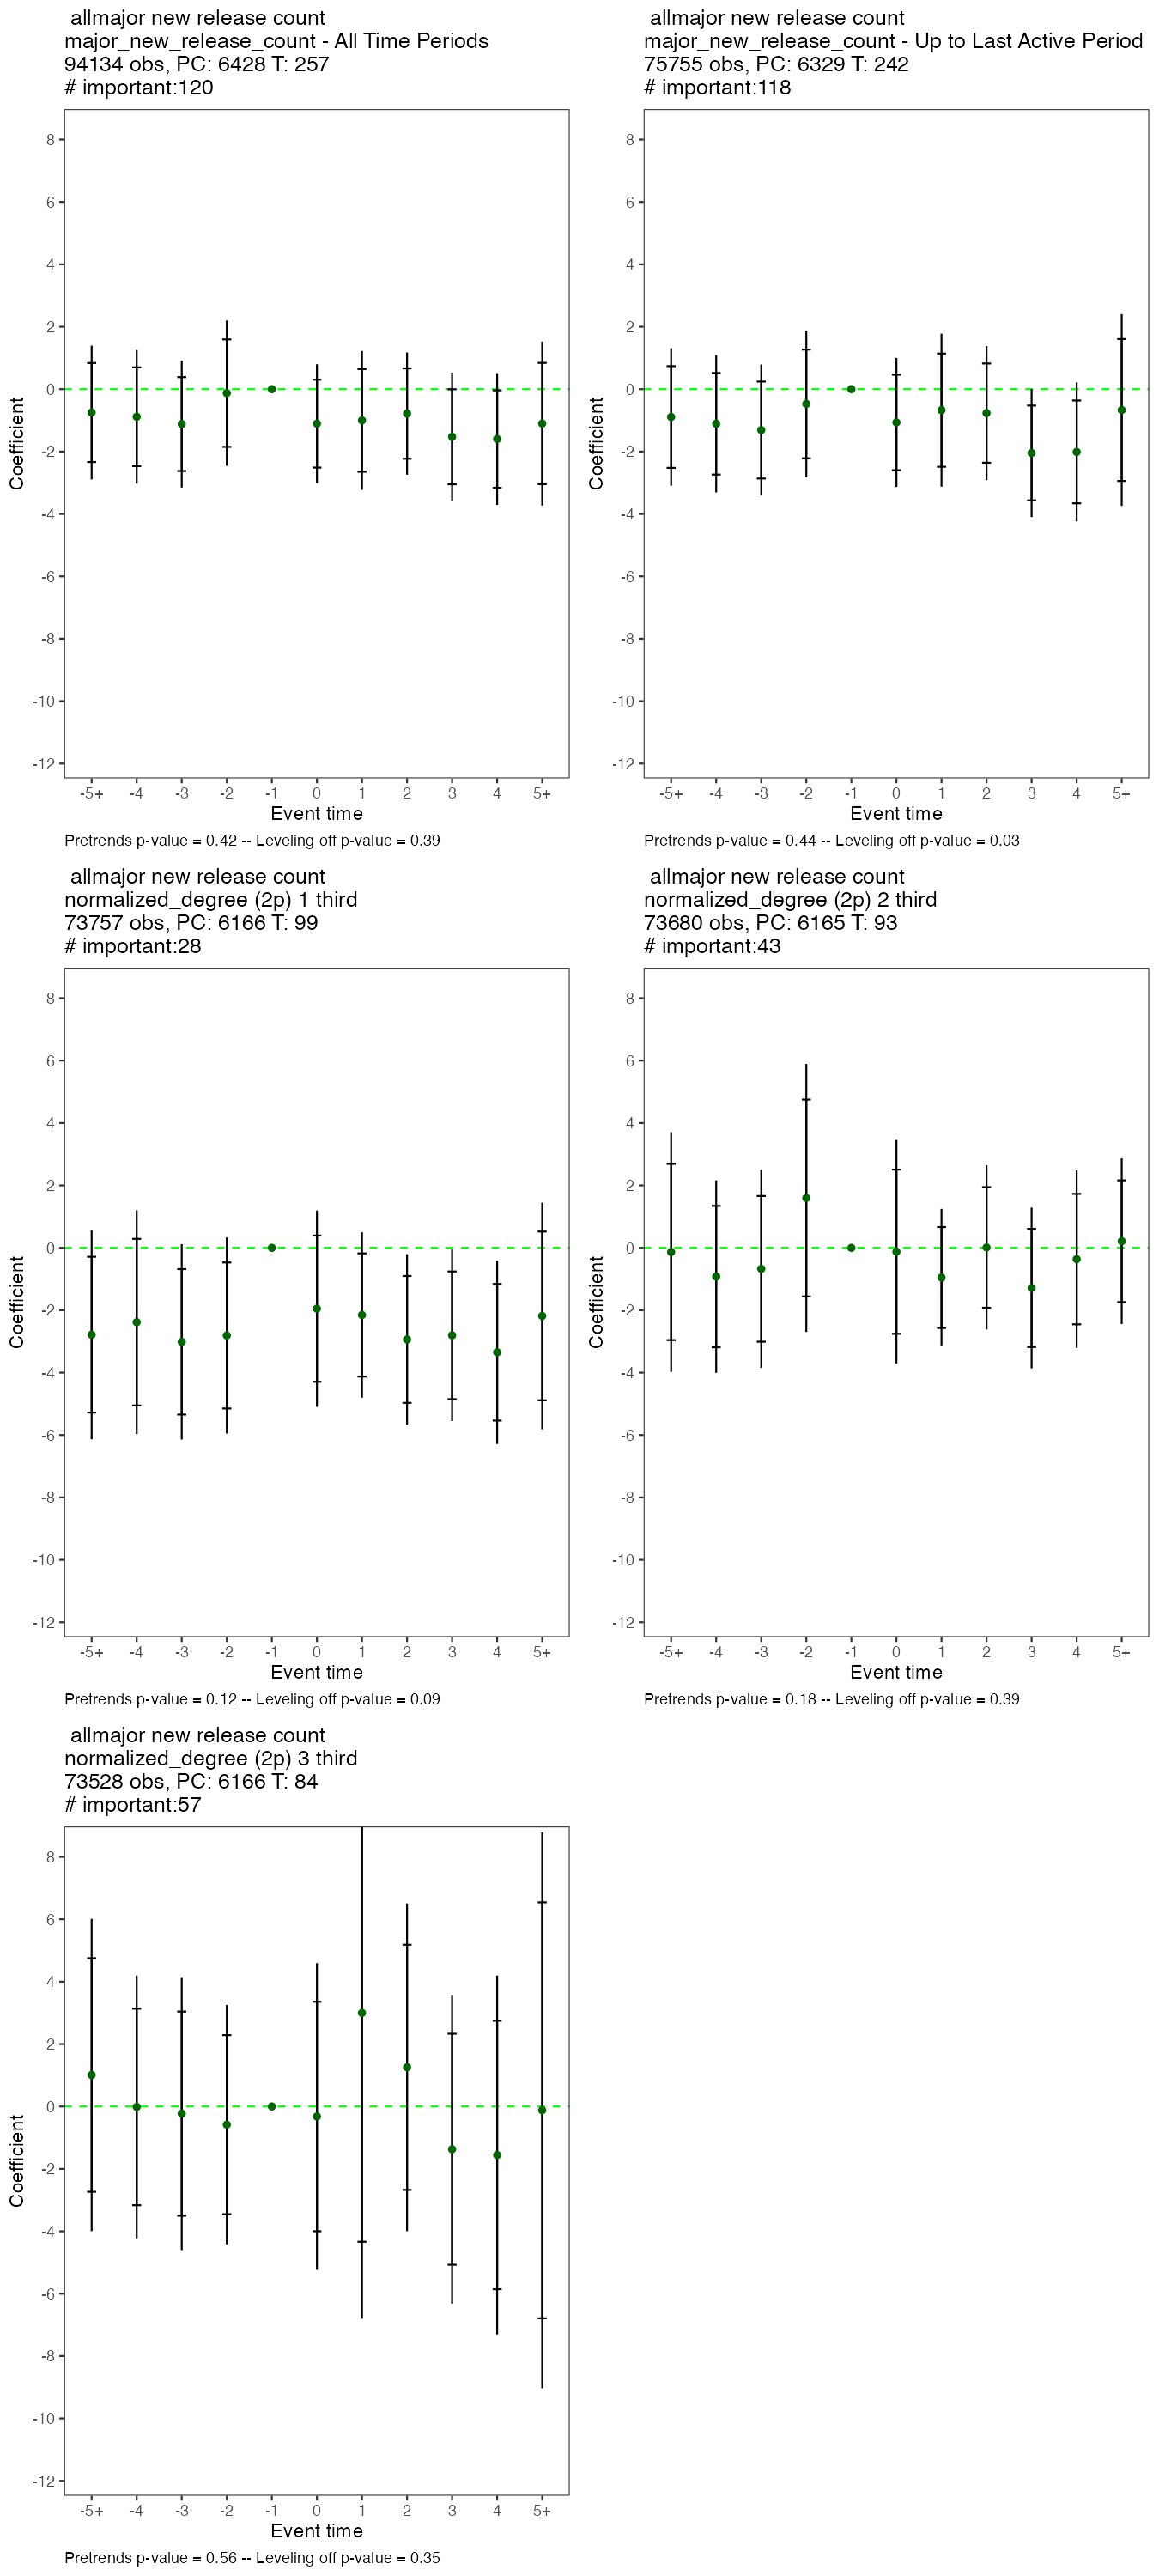 allmajor new release count
major_new_release_count - All Time Periods
94134 obs, PC: 6428 T: 257
# important:120
8
6
4
2
0
-2
-4
-6
-8
-10
-12
Coefficient
-5+ -4 -3 -2 -1 0 1 2 3 4 5+
Event time
Pretrends p-value = 0.42 -- Leveling off p-value = 0.39
allmajor new release count
major_new_release_count - Up to Last Active Period
75755 obs, PC: 6329 T: 242
# important:118
8
6
4
2
0
-2
-4
-6
-8
-10
-12
Coefficient
-5+ -4 -3 -2 -1 0 1 2 3 4 5+
Event time
Pretrends p-value = 0.44 -- Leveling off p-value = 0.03
allmajor new release count
normalized_degree (2p) 1 third
73757 obs, PC: 6166 T: 99
# important:28
8
6
4
2
0
-2
-4
-6
-8
-10
-12
Coefficient
-5+ -4 -3 -2 -1 0 1 2 3 4 5+
Event time
Pretrends p-value = 0.12 -- Leveling off p-value = 0.09
allmajor new release count
normalized_degree (2p) 2 third
73680 obs, PC: 6165 T: 93
# important:43
8
6
4
2
0
-2
-4
-6
-8
-10
-12
Coefficient
-5+ -4 -3 -2 -1 0 1 2 3 4 5+
Event time
Pretrends p-value = 0.18 -- Leveling off p-value = 0.39
allmajor new release count
normalized_degree (2p) 3 third
73528 obs, PC: 6166 T: 84
# important:57
8
6
4
2
0
-2
-4
-6
-8
-10
-12
Coefficient
-5+ -4 -3 -2 -1 0 1 2 3 4 5+
Event time
Pretrends p-value = 0.56 -- Leveling off p-value = 0.35